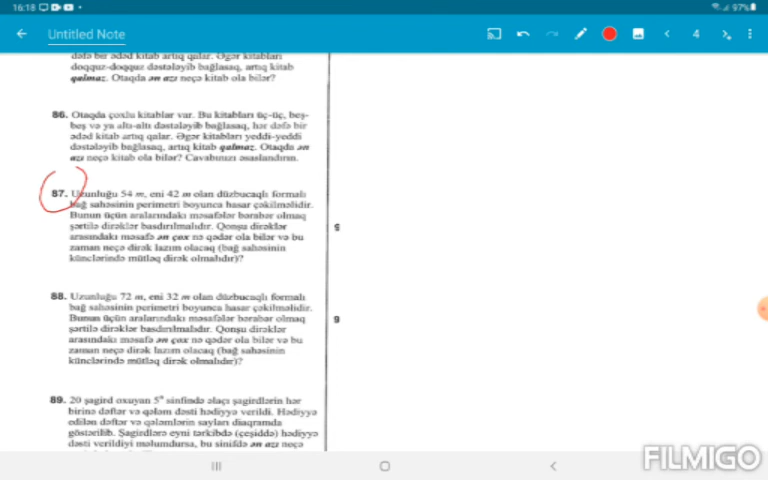 16:18
97%
Untitled Note
4
dəfə bir ədəd kitab artıq qalar. Əgər kitabları
doqquz-doqquz dəstələyib bağlasaq, artıq kitab
qalmaz. Otaqda ən azı neçə kitab ola bilər?
86. Otaqda çoxlu kitablar var. Bu kitabları üç-üç, beş-
beş və ya altı-altı dəstələyib bağlasaq, hər dəfə bir
ədəd kitab artıq qalar. Əgər kitabları yeddi-yeddi
dəstələyib bağlasaq, artıq kitab qalmaz. Otaqda ən
azı neçə kitab ola bilər? Cavabınızı əsaslandırın.
87. Uzunluğu 54 m, eni 42 m olan düzbucaqlı formalı
bağ sahəsinin perimetri boyunca hasar çəkilməlidir.
Bunun üçün aralarındakı məsafələr bərabər olmaq
şərtilə dirəklər basdırılmalıdır. Qonşu dirəklər
arasındakı məsafə ən çox nə qədər ola bilər və bu
zaman neçə dirək lazım olacaq (bağ sahəsinin
künclərində mütləq dirək olmalıdır)?
88. Uzunluğu 72 m, eni 32 m olan düzbucaqlı formalı
bağ sahəsinin perimetri boyunca hasar çəkilməlidir.
Bunun üçün aralarındakı məsafələr bərabər olmaq
şərtilə dirəklər basdırılmalıdır. Qonşu dirəklər
arasındakı məsafə ən çox nə qədər ola bilər və bu
zaman neçə dirək lazım olacaq (bağ sahəsinin
künclərində mütləq dirək olmalıdır)?
89. 20 şagird oxuyan 5ᵃ sinfində əlaçı şagirdlərin hər
birinə dəftər və qələm dəsti hədiyyə verildi. Hədiyyə
edilən dəftər və qələmlərin sayları diaqramda
göstərilib. Şagirdlərə eyni tərkibdə (çeşiddə) hədiyyə
dəsti verildiyi məlumdursa, bu sinifdə ən azı neçə
9
9
FILMIGO